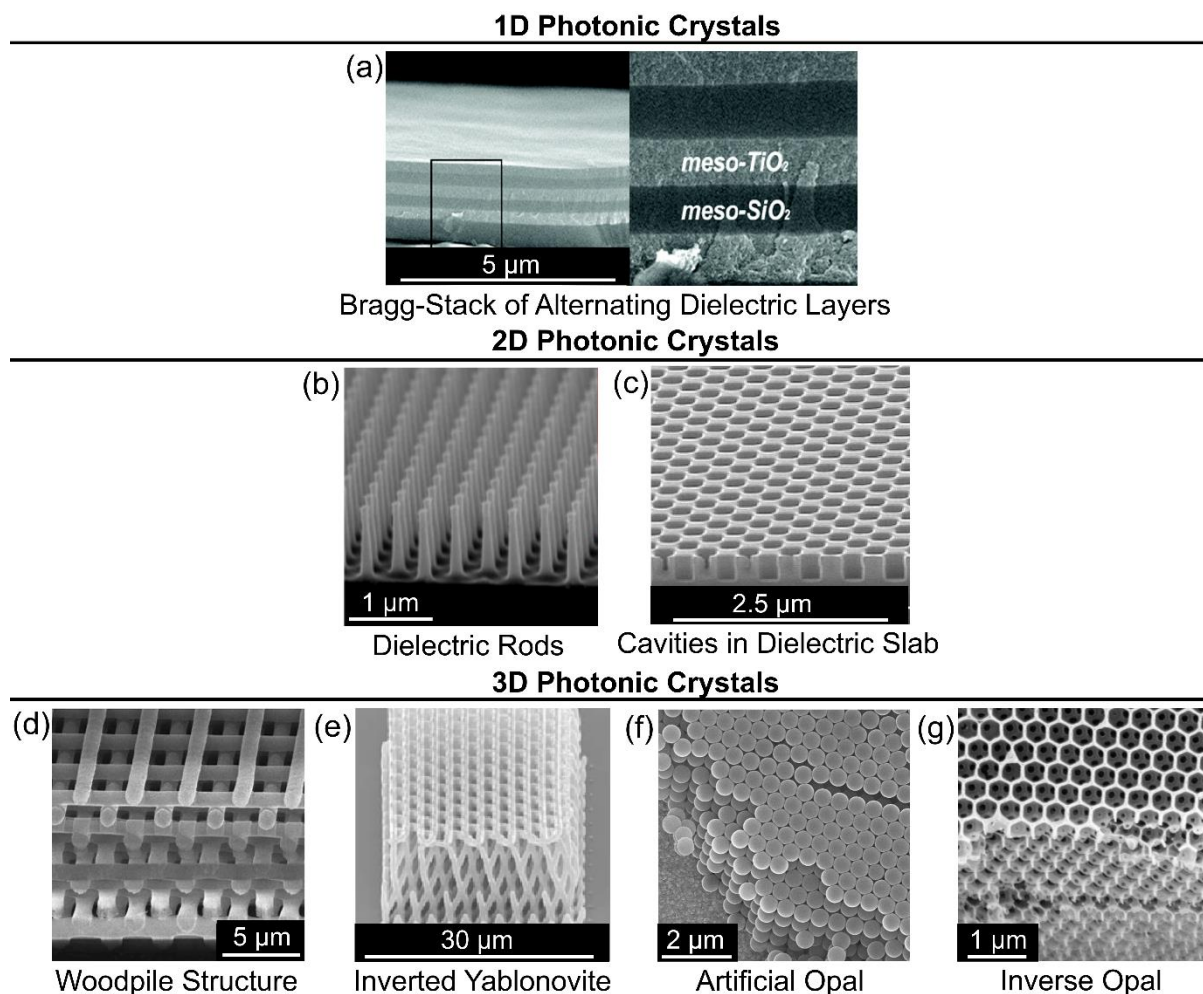 1D Photonic Crystals
(a)
meso-TiO₂
meso-SiO₂
5 μm
Bragg-Stack of Alternating Dielectric Layers
2D Photonic Crystals
(b)
(c)
1 μm
2.5 μm
Dielectric Rods
Cavities in Dielectric Slab
3D Photonic Crystals
(d)
(e)
(f)
(g)
5 μm
30 μm
2 μm
1 μm
Woodpile Structure
Inverted Yablonovite
Artificial Opal
Inverse Opal